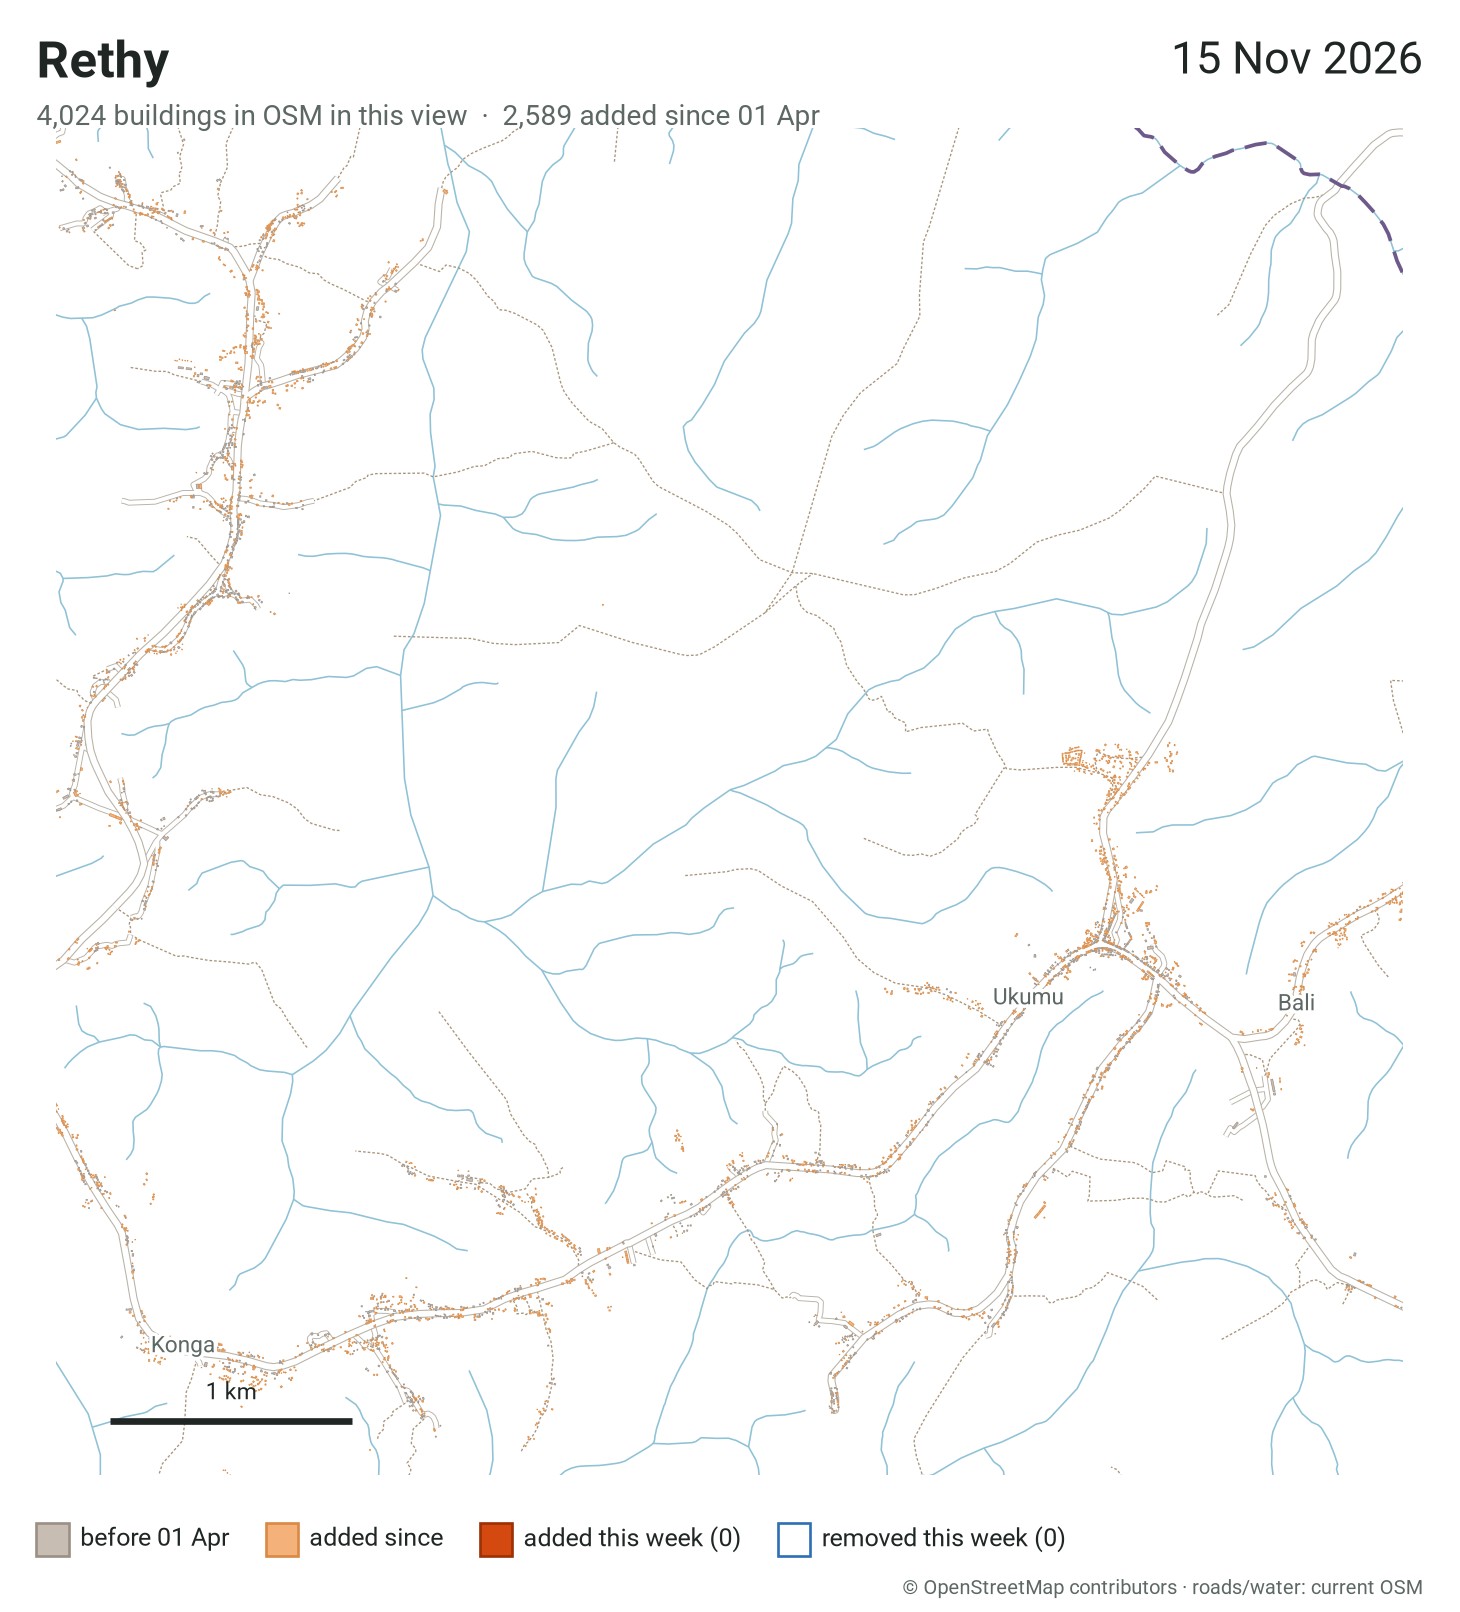 Rethy
15 Nov 2026
4,024 buildings in OSM in this view · 2,589 added since 01 Apr
Ukumu
Bali
Konga
1 km
before 01 Apr
added since
added this week (0)
removed this week (0)
© OpenStreetMap contributors · roads/water: current OSM